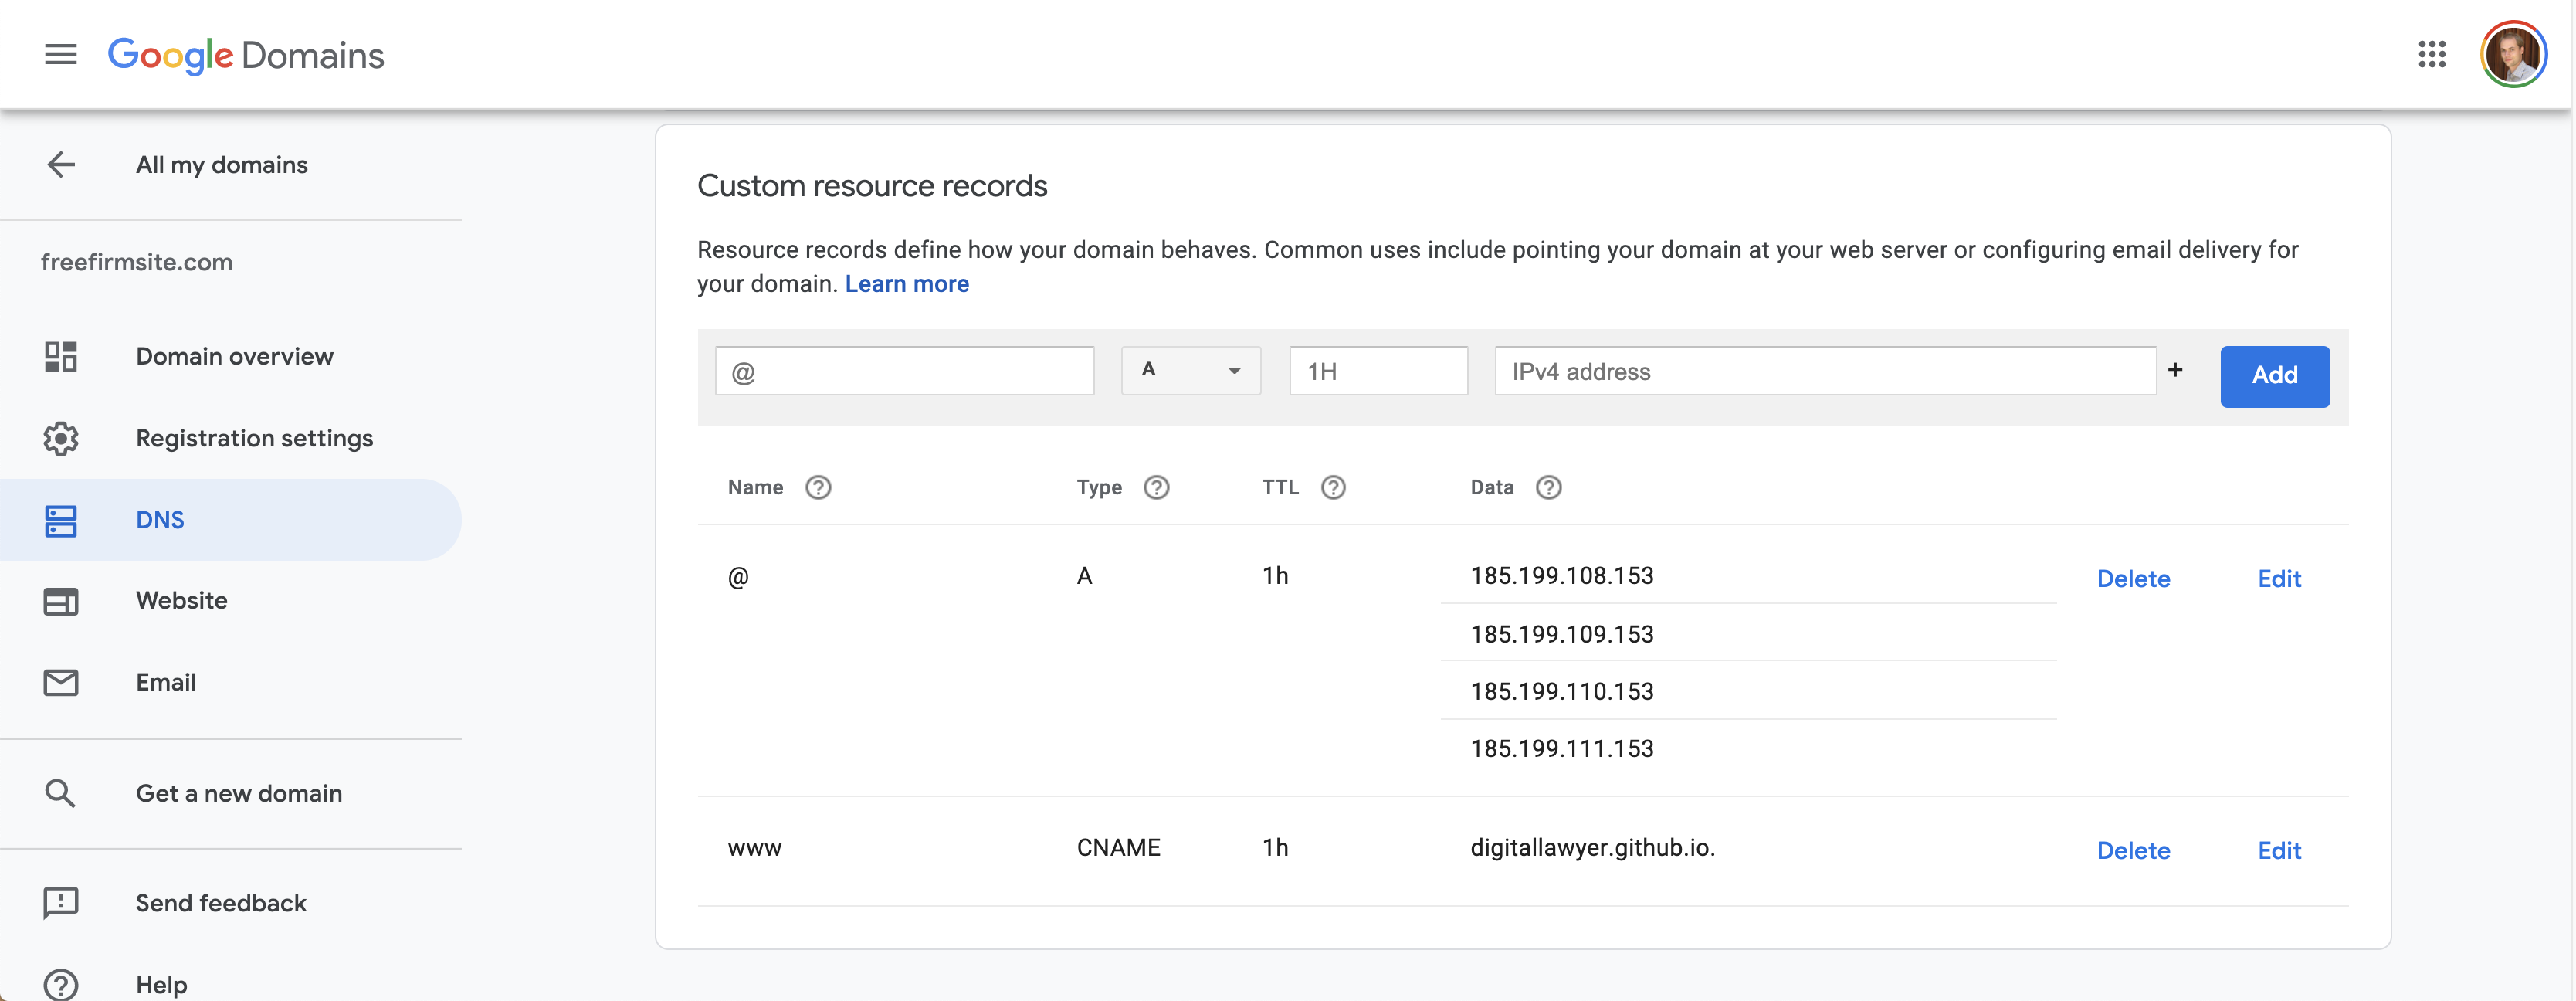 Google Domains
All my domains
freefirmsite.com
Domain overview
Registration settings
DNS
Website
Email
Get a new domain
Send feedback
Help
Custom resource records
Resource records define how your domain behaves. Common uses include pointing your domain at your web server or configuring email delivery for
your domain. Learn more
@ A 1H IPv4 address + Add
Name ? Type ? TTL ? Data ?
@ A 1h 185.199.108.153 Delete Edit
185.199.109.153
185.199.110.153
185.199.111.153
www CNAME 1h digitallawyer.github.io. Delete Edit